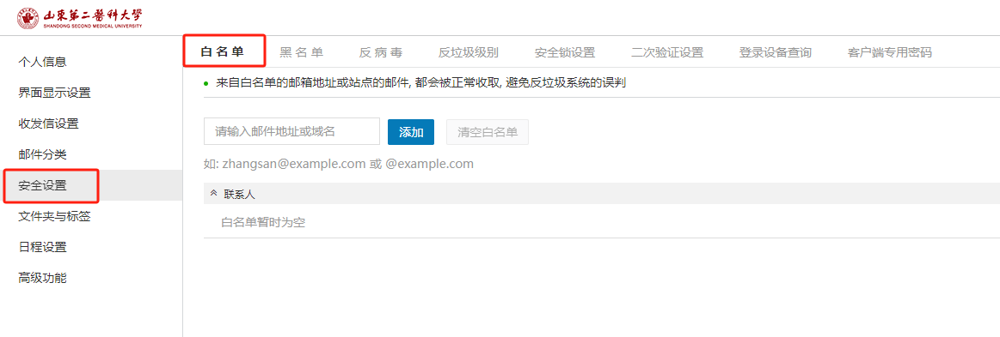 山東第二醫科大學
SHANDONG SECOND MEDICAL UNIVERSITY
个人信息
界面显示设置
收发信设置
邮件分类
安全设置
文件夹与标签
日程设置
高级功能
白名单 黑名单 反病毒 反垃圾级别 安全锁设置 二次验证设置 登录设备查询 客户端专用密码
来自白名单的邮箱地址或站点的邮件, 都会被正常收取, 避免反垃圾系统的误判
请输入邮件地址或域名 添加 清空白名单
如: zhangsan@example.com 或 @example.com
联系人
白名单暂时为空